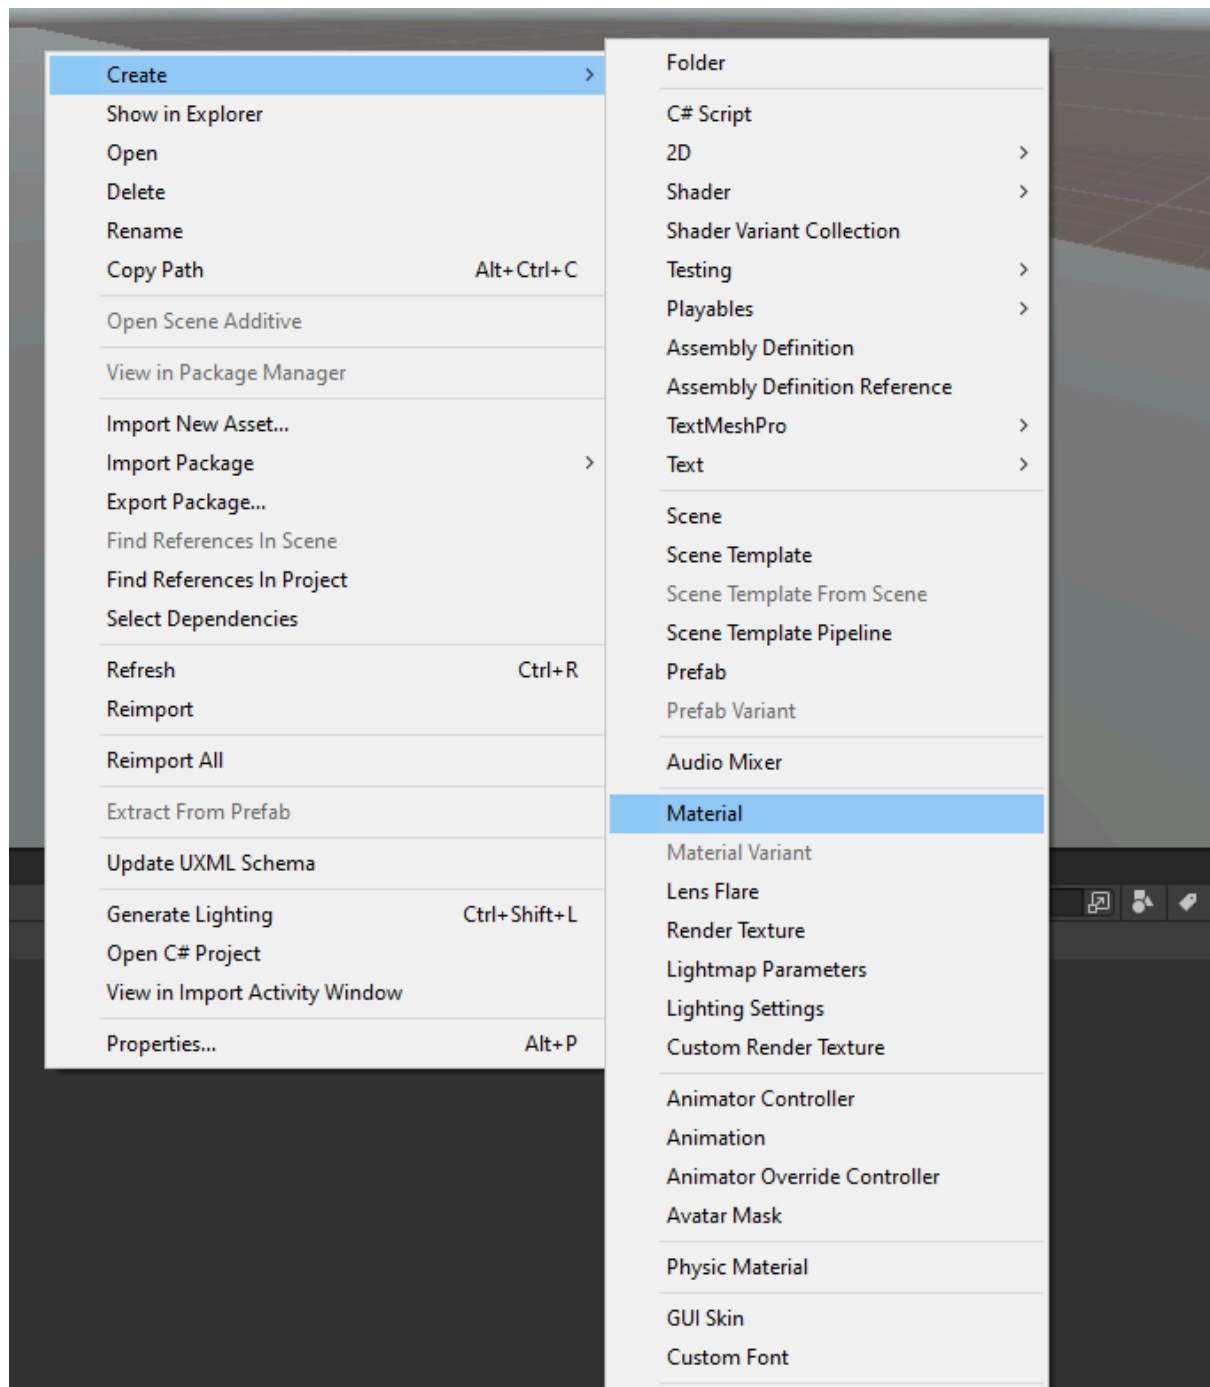 Create
Show in Explorer
Open
Delete
Rename
Copy Path Alt+Ctrl+C
Open Scene Additive
View in Package Manager
Import New Asset...
Import Package
Export Package...
Find References In Scene
Find References In Project
Select Dependencies
Refresh Ctrl+R
Reimport
Reimport All
Extract From Prefab
Update UXML Schema
Generate Lighting Ctrl+Shift+L
Open C# Project
View in Import Activity Window
Properties... Alt+P
Folder
C# Script
2D
Shader
Shader Variant Collection
Testing
Playables
Assembly Definition
Assembly Definition Reference
TextMeshPro
Text
Scene
Scene Template
Scene Template From Scene
Scene Template Pipeline
Prefab
Prefab Variant
Audio Mixer
Material
Material Variant
Lens Flare
Render Texture
Lightmap Parameters
Lighting Settings
Custom Render Texture
Animator Controller
Animation
Animator Override Controller
Avatar Mask
Physic Material
GUI Skin
Custom Font